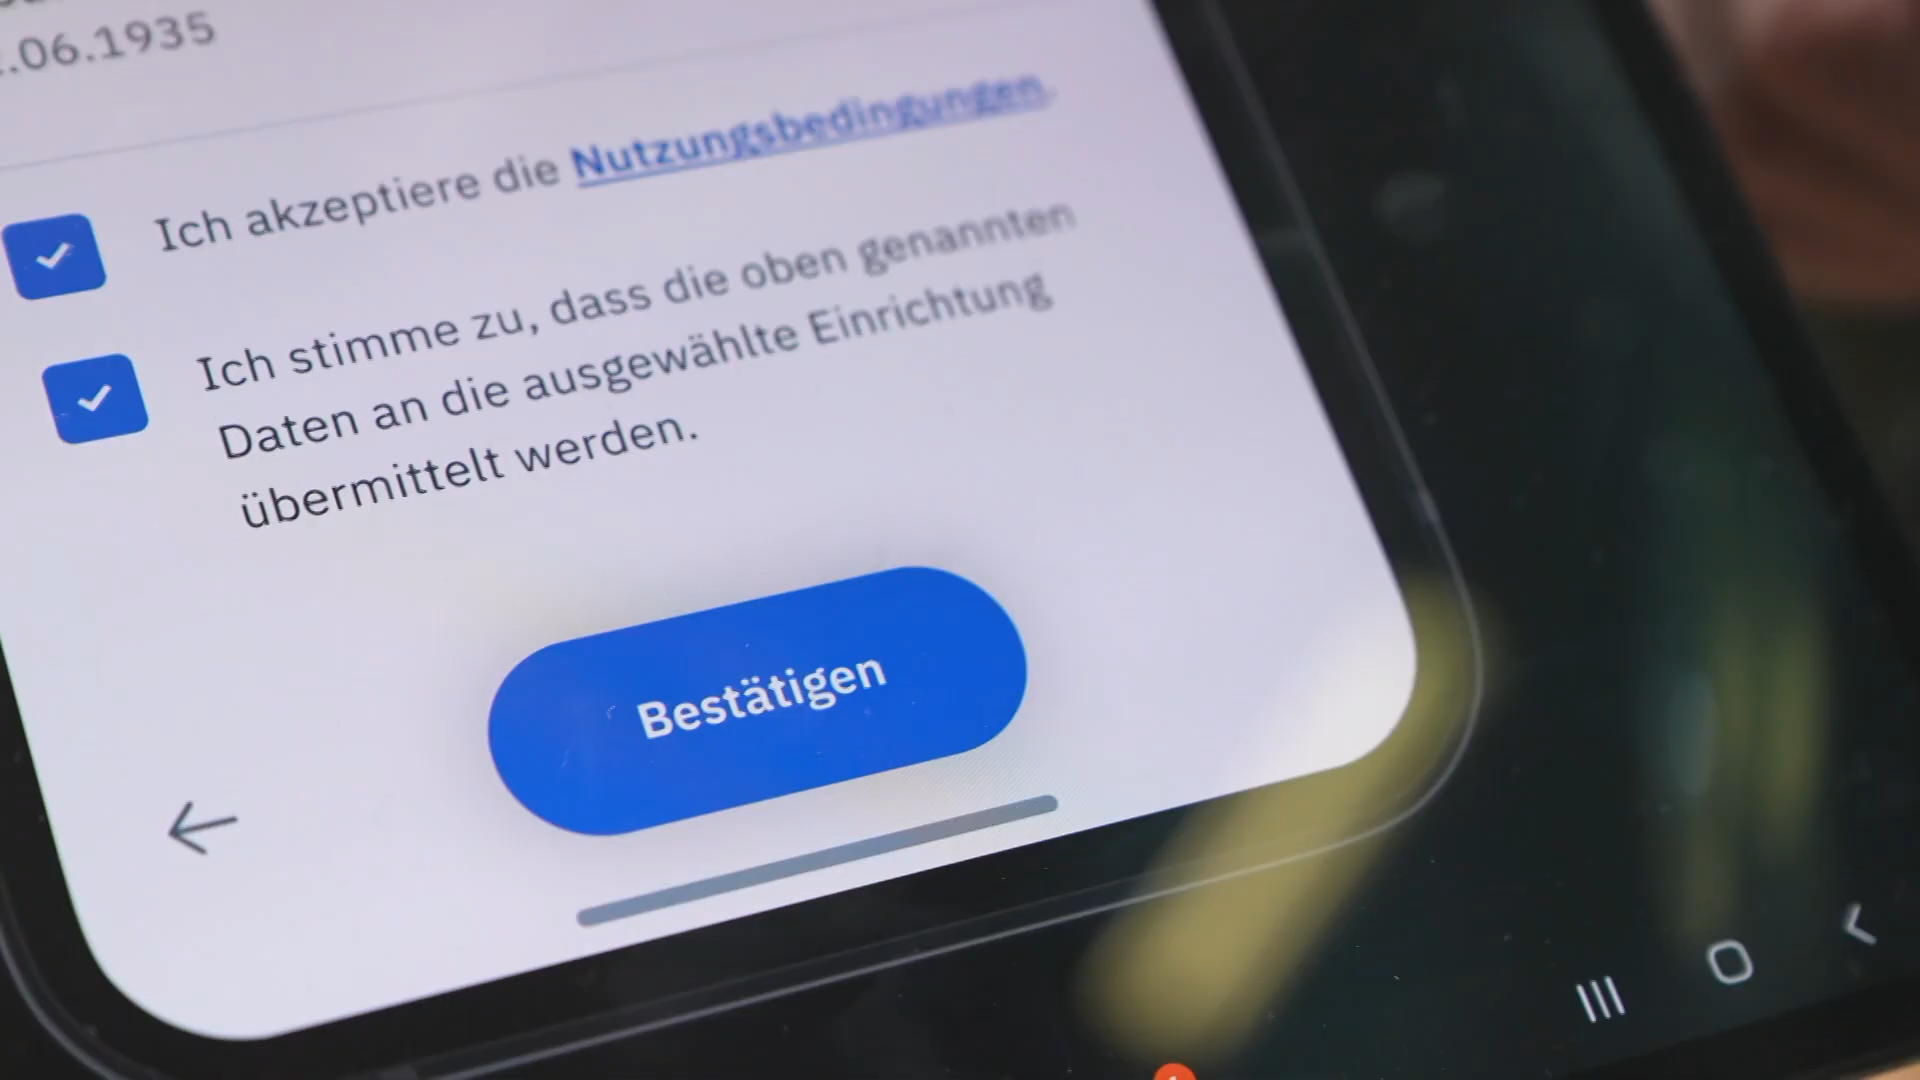 .06.1935
Ich akzeptiere die Nutzungsbedingungen.
Ich stimme zu, dass die oben genannten
Daten an die ausgewählte Einrichtung
übermittelt werden.
Bestätigen